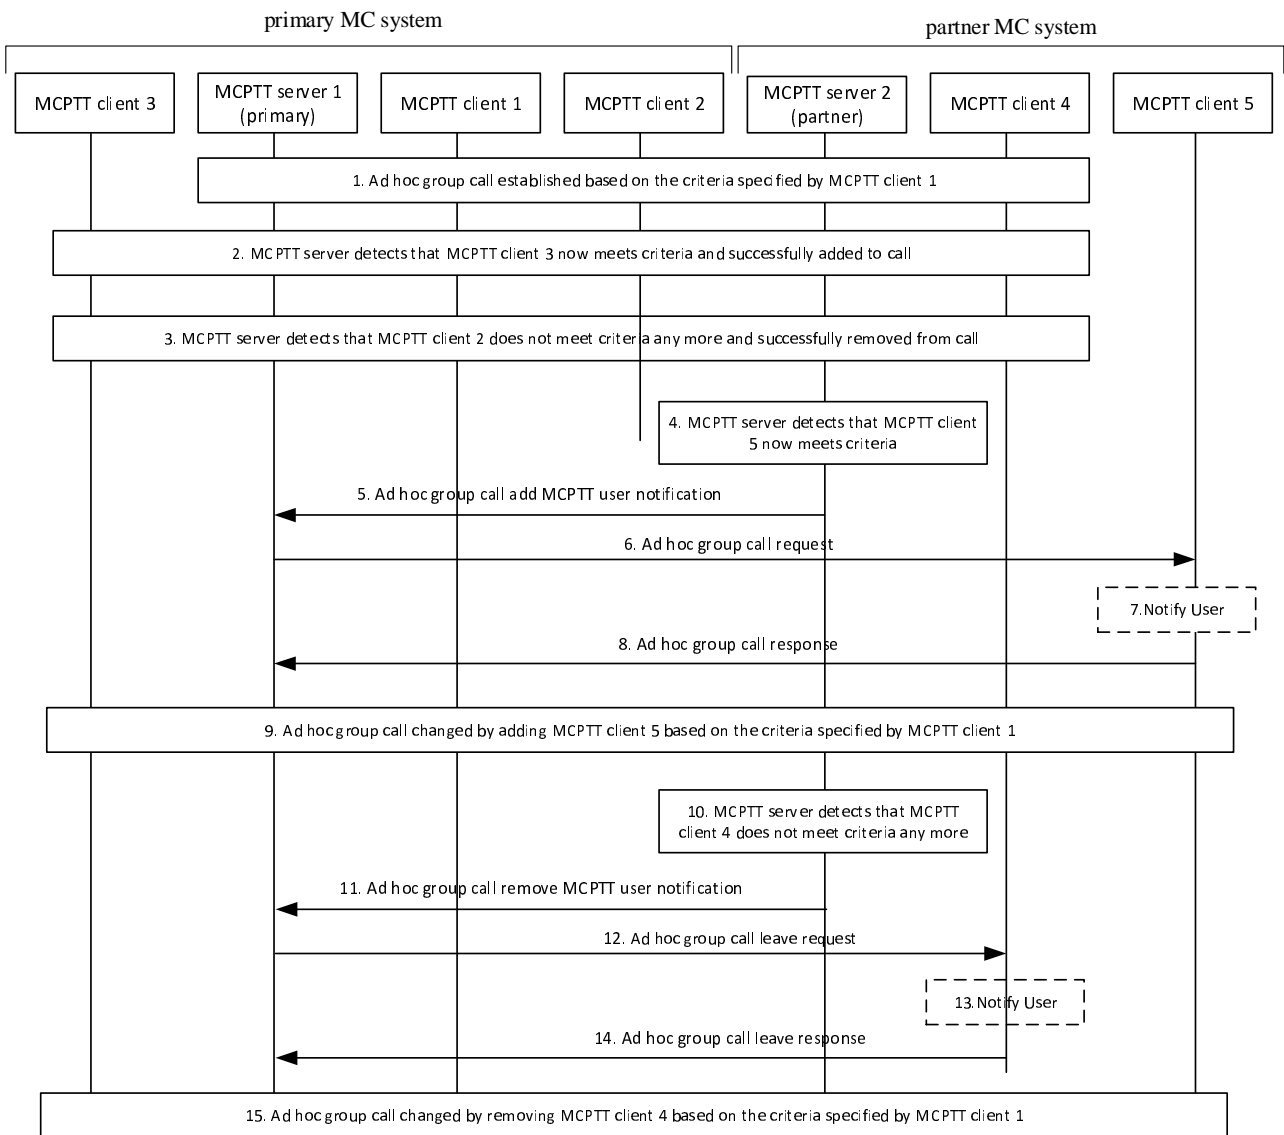 primary MC system
partner MC system
MCPTT client 3
MCPTT server 1
(primary)
MCPTT client 1
MCPTT client 2
MCPTT server 2
(partner)
MCPTT client 4
MCPTT client 5
1. Ad hoc group call established based on the criteria specified by MCPTT client 1
2. MCPTT server detects that MCPTT client 3 now meets criteria and successfully added to call
3. MCPTT server detects that MCPTT client 2 does not meet criteria any more and successfully removed from call
4. MCPTT server detects that MCPTT client
5 now meets criteria
5. Ad hoc group call add MCPTT user notification
6. Ad hoc group call request
7.Notify User
8. Ad hoc group call response
9. Ad hoc group call changed by adding MCPTT client 5 based on the criteria specified by MCPTT client 1
10. MCPTT server detects that MCPTT
client 4 does not meet criteria any more
11. Ad hoc group call remove MCPTT user notification
12. Ad hoc group call leave request
13.Notify User
14. Ad hoc group call leave response
15. Ad hoc group call changed by removing MCPTT client 4 based on the criteria specified by MCPTT client 1